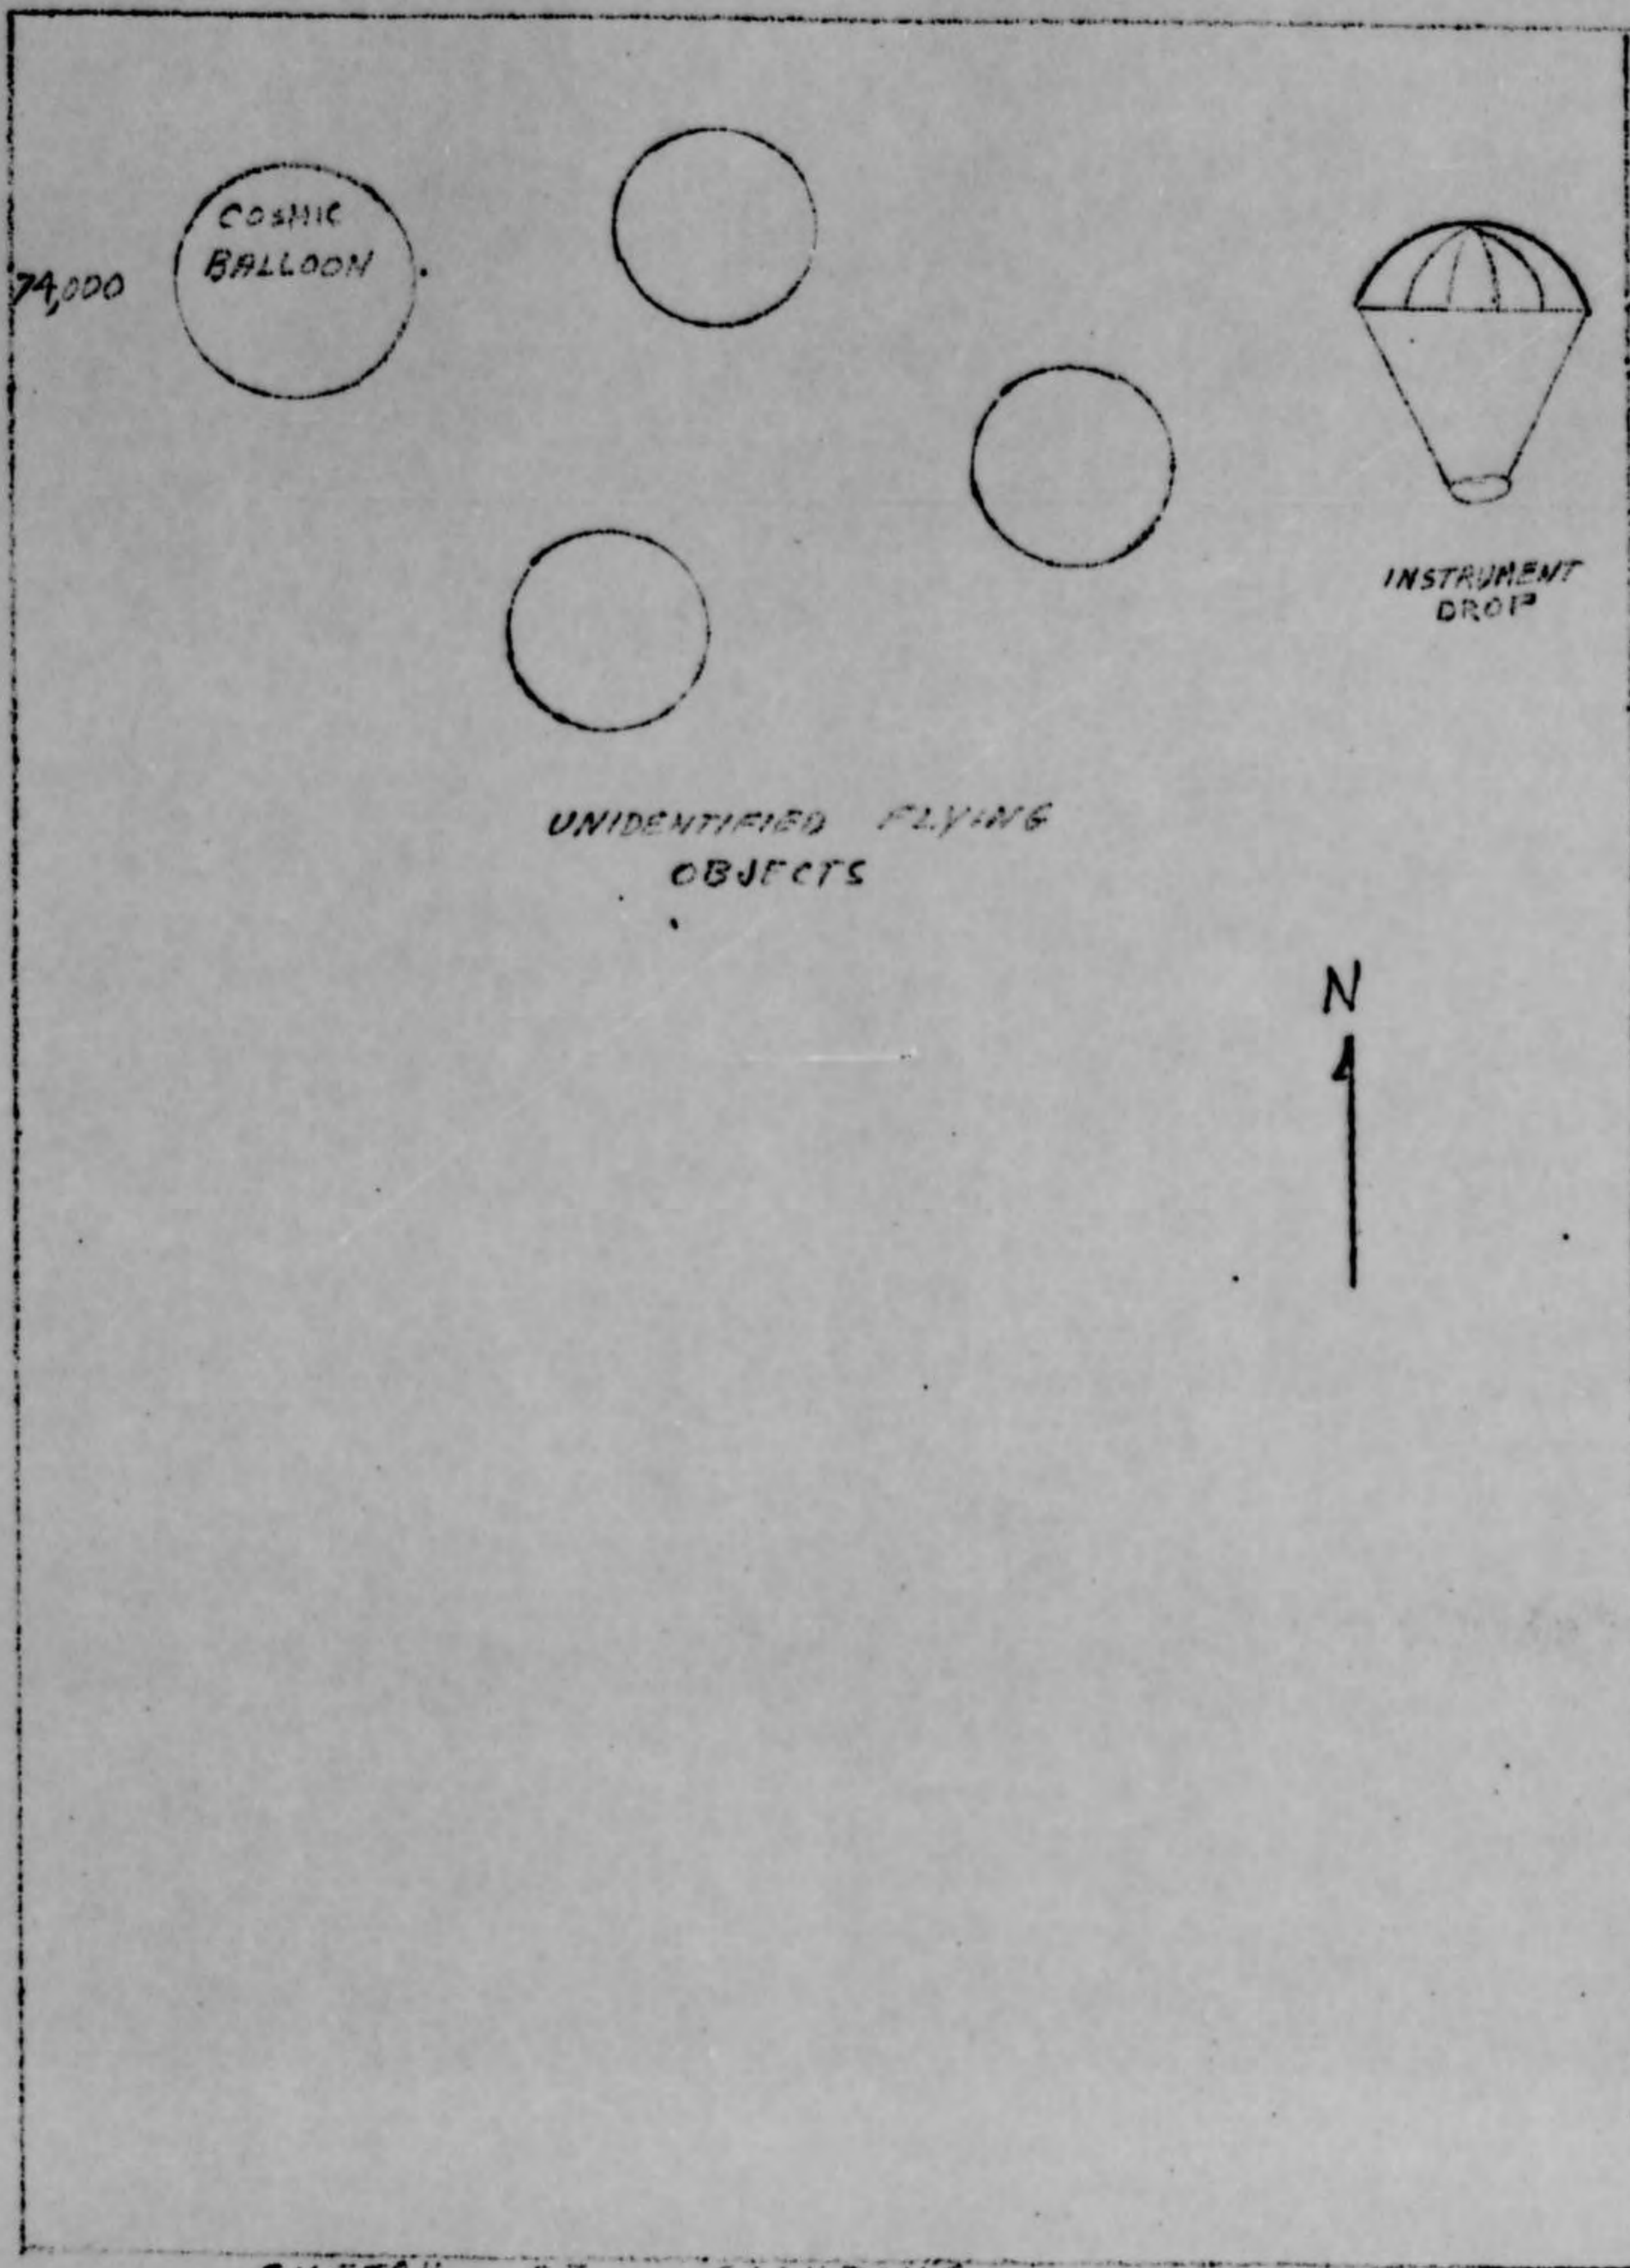 COSMIC
BALLOON
74,000
INSTRUMENT
DROP
UNIDENTIFIED FLYING
OBJECTS
N